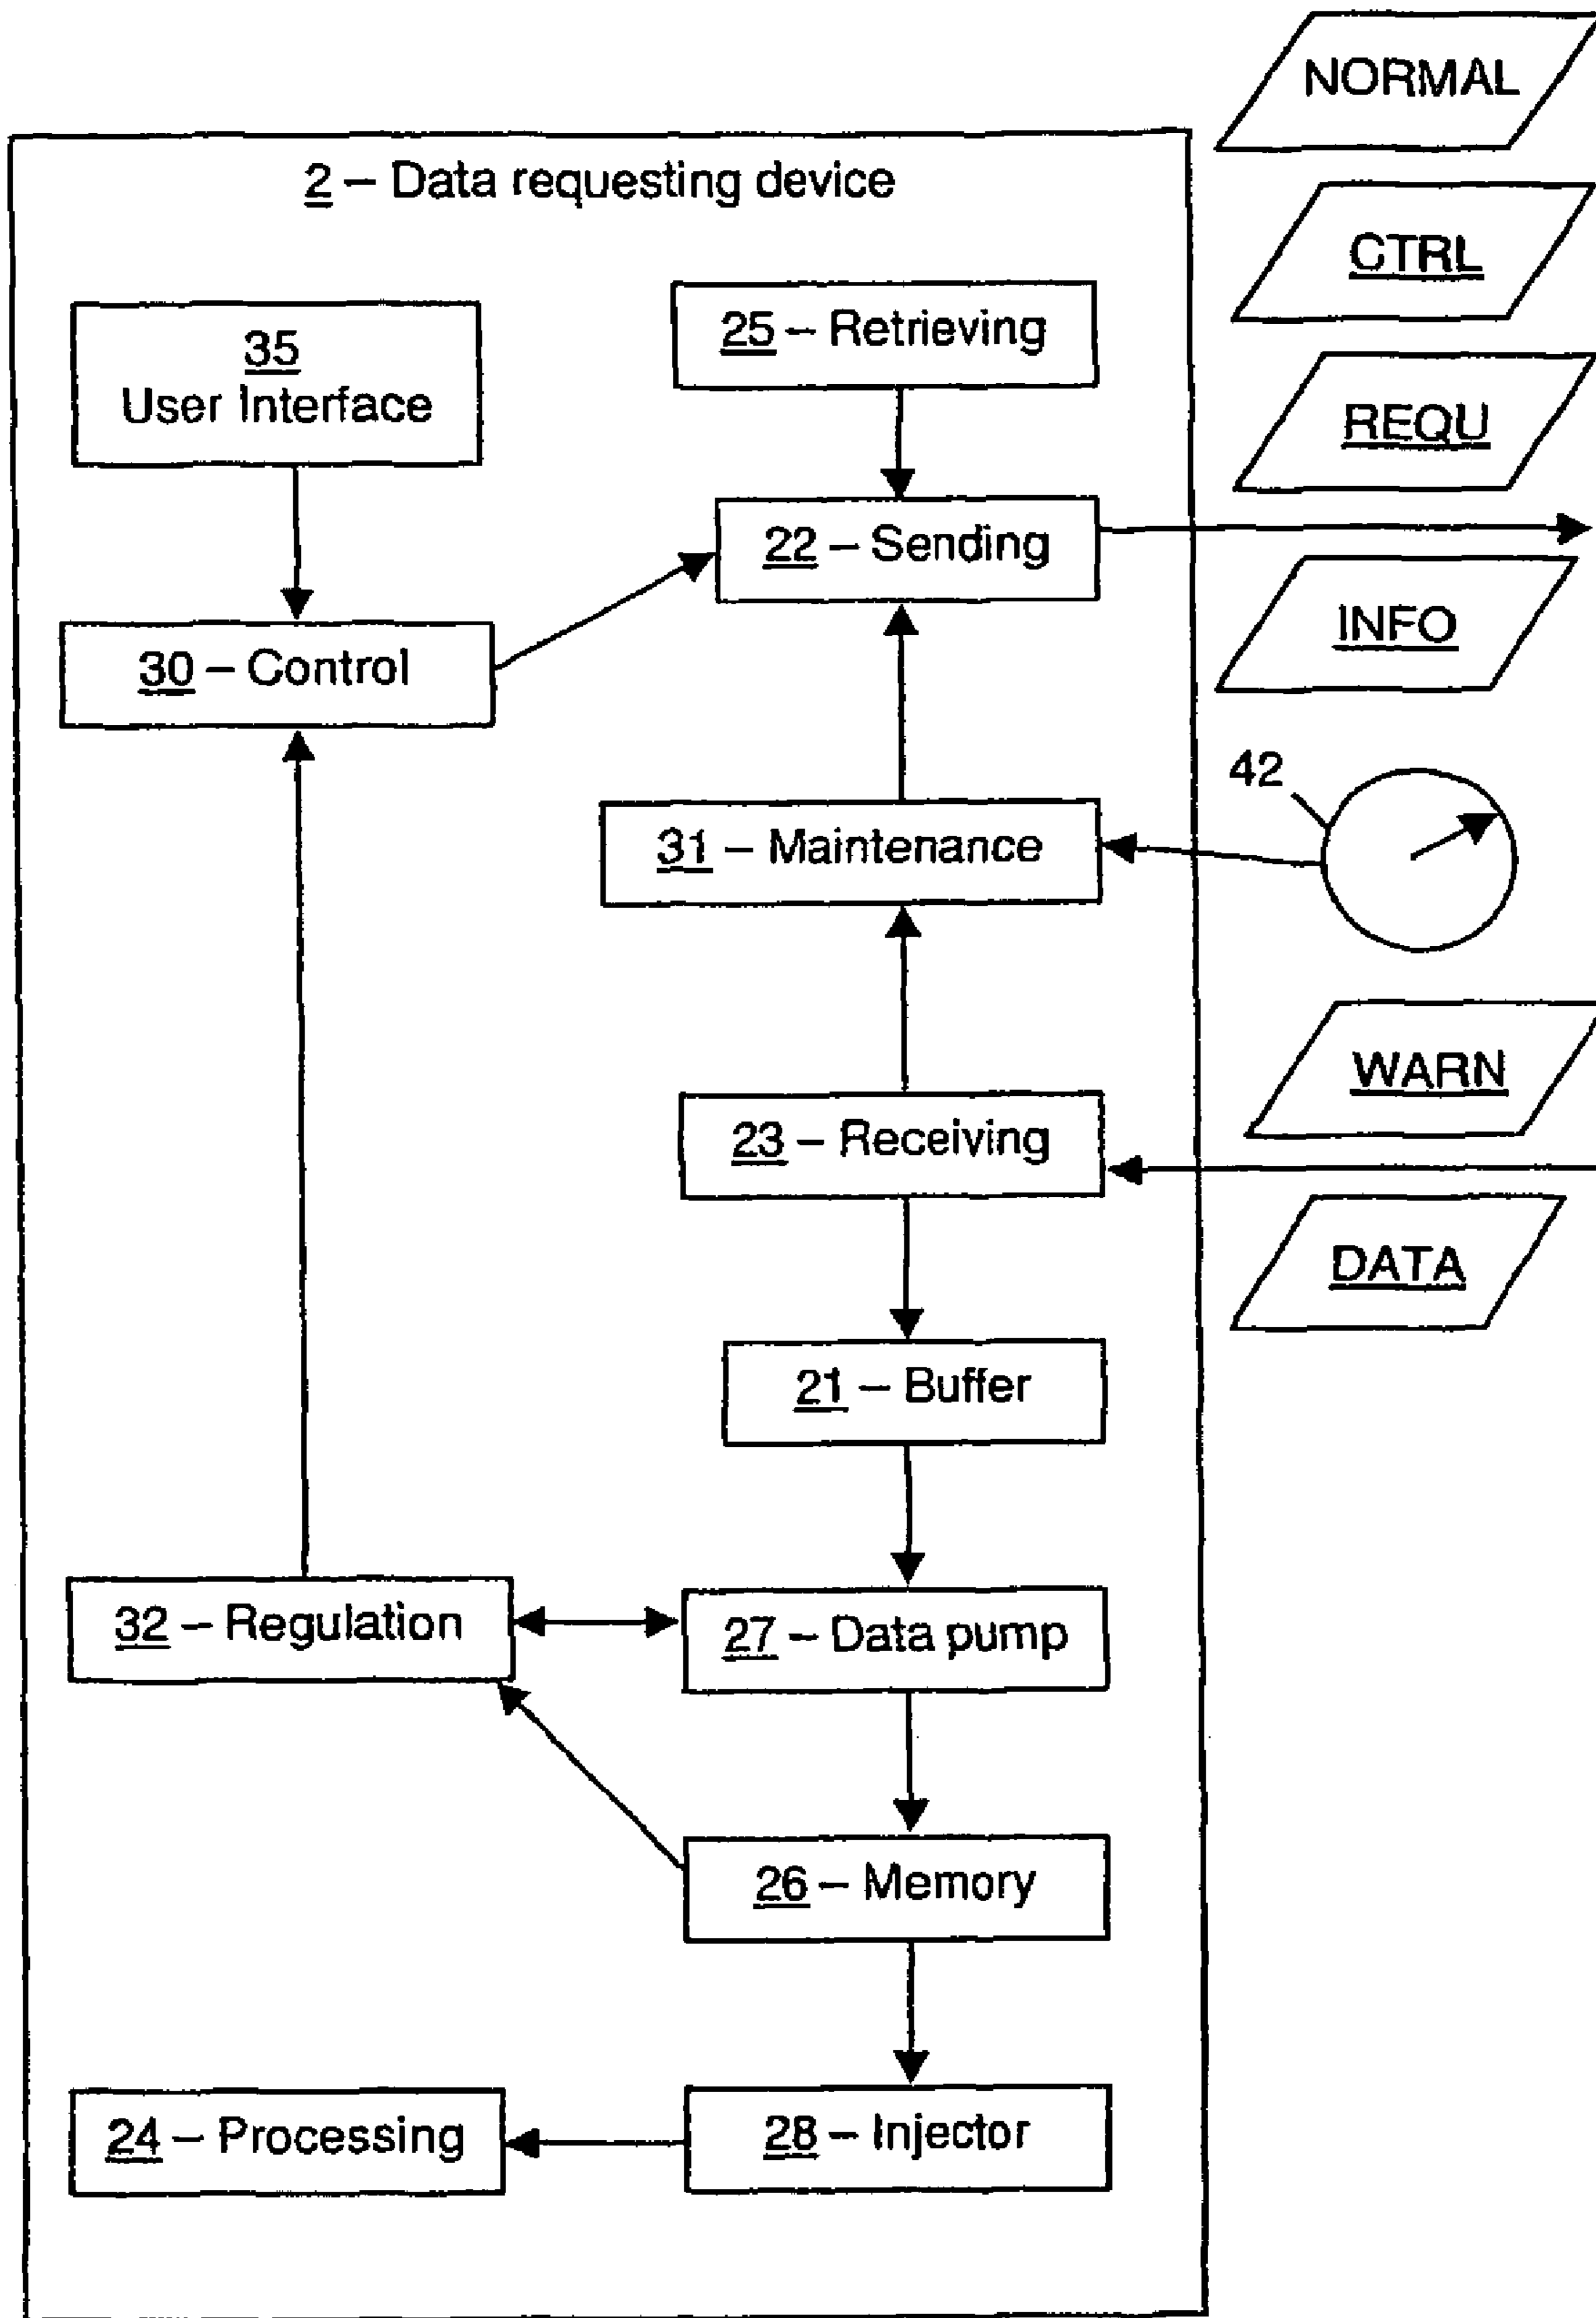 NORMAL
2 – Data requesting device
CTRL
25 – Retrieving
35
User Interface
REQU
22 – Sending
INFO
30 – Control
42
31 – Maintenance
WARN
23 – Receiving
DATA
21 – Buffer
32 – Regulation
27 – Data pump
26 – Memory
24 – Processing
28 – Injector